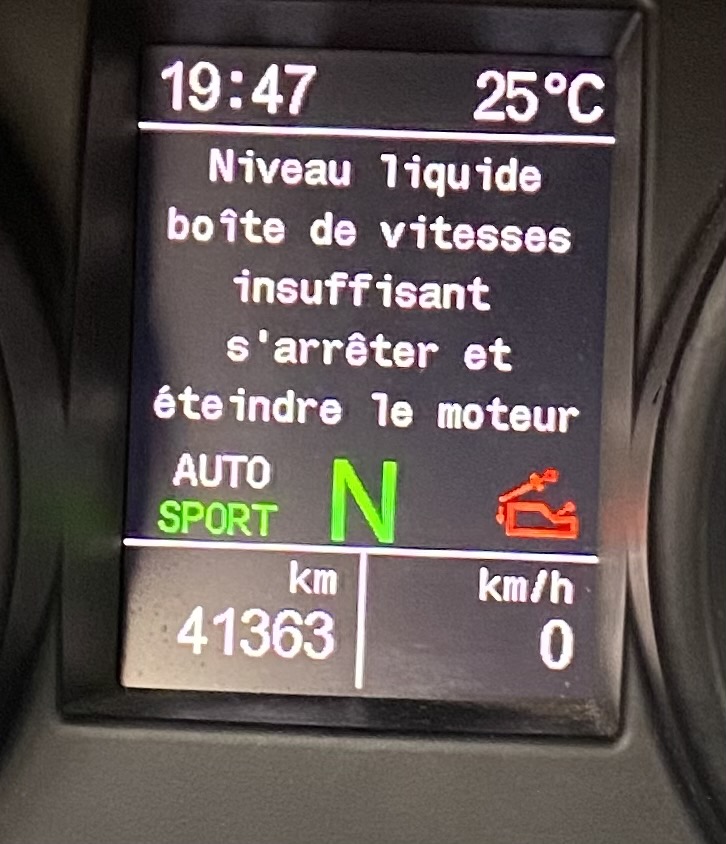 19:47 25°C
Niveau liquide
boîte de vitesses
insuffisant
s'arrêter et
éteindre le moteur
AUTO
SPORT N
km km/h
41363 0